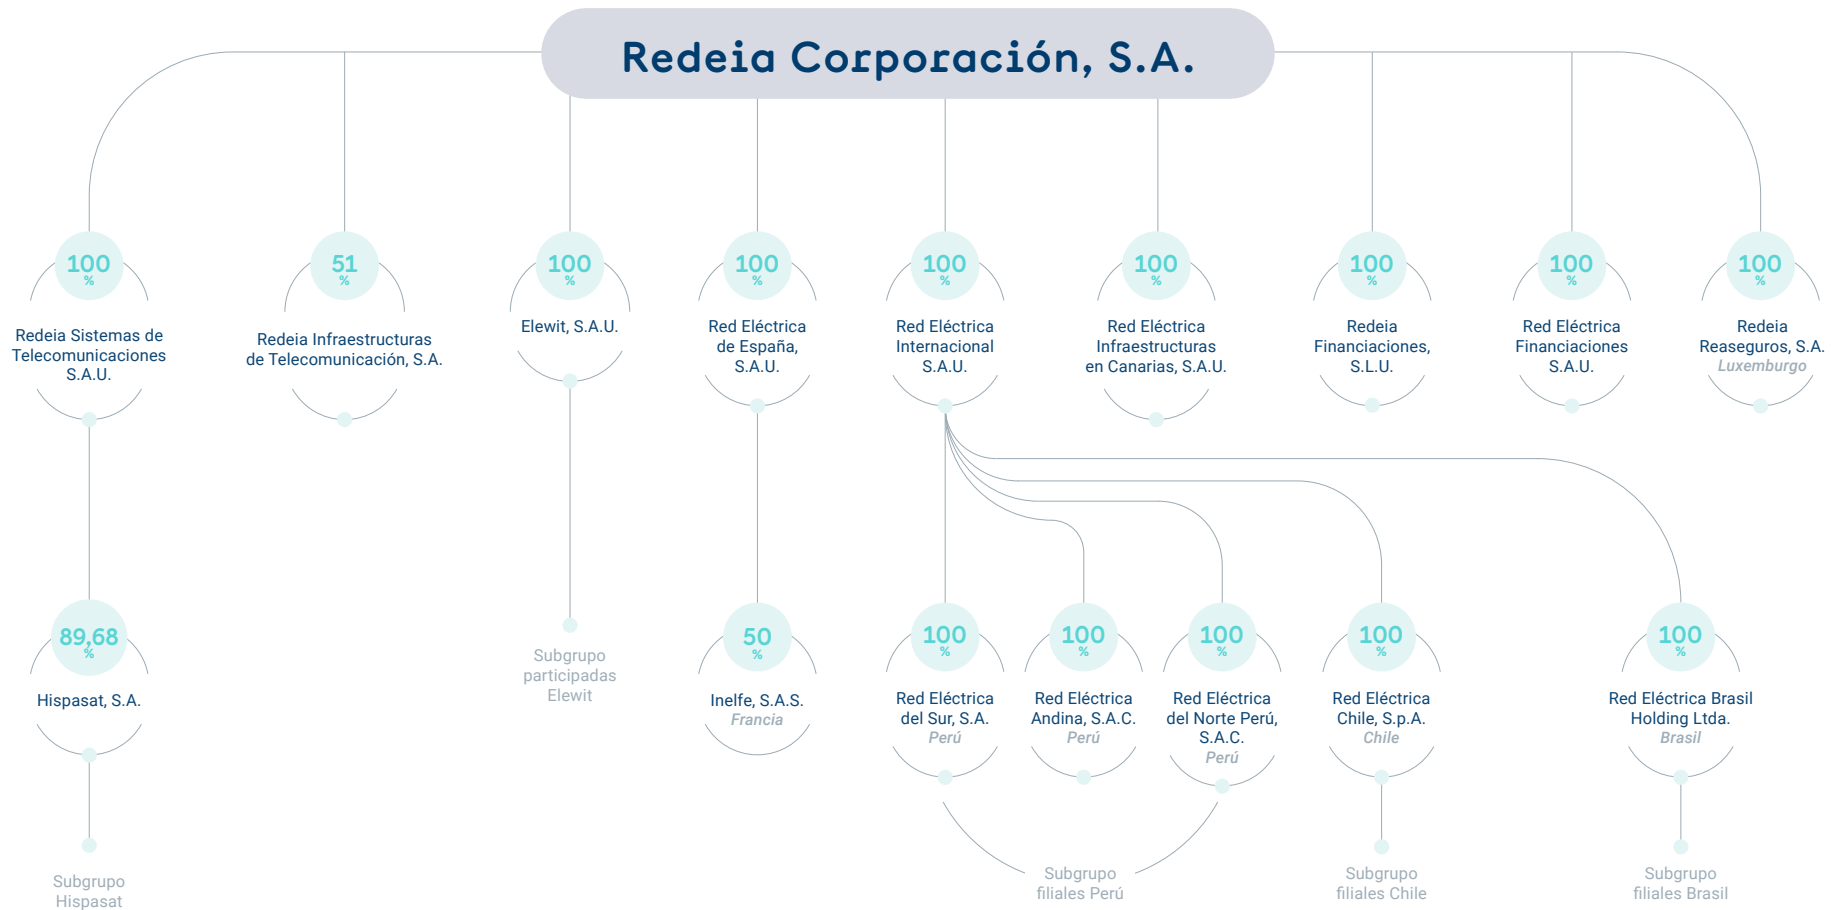 Redeia Corporación, S.A.
100
%
Redeia Sistemas de
Telecomunicaciones
S.A.U.
51
%
Redeia Infraestructuras
de Telecomunicación, S.A.
100
%
Elewit, S.A.U.
100
%
Red Eléctrica
de España,
S.A.U.
100
%
Red Eléctrica
Internacional
S.A.U.
100
%
Red Eléctrica
Infraestructuras
en Canarias, S.A.U.
100
%
Redeia
Financiaciones,
S.L.U.
100
%
Red Eléctrica
Financiaciones
S.A.U.
100
%
Redeia
Reaseguros, S.A.
Luxemburgo
89,68
%
Hispasat, S.A.
Subgrupo
Hispasat
Subgrupo
participadas
Elewit
50
%
Inelfe, S.A.S.
Francia
100
%
Red Eléctrica
del Sur, S.A.
Perú
100
%
Red Eléctrica
Andina, S.A.C.
Perú
100
%
Red Eléctrica
del Norte Perú,
S.A.C.
Perú
Subgrupo
filiales Perú
100
%
Red Eléctrica
Chile, S.p.A.
Chile
Subgrupo
filiales Chile
100
%
Red Eléctrica Brasil
Holding Ltda.
Brasil
Subgrupo
filiales Brasil